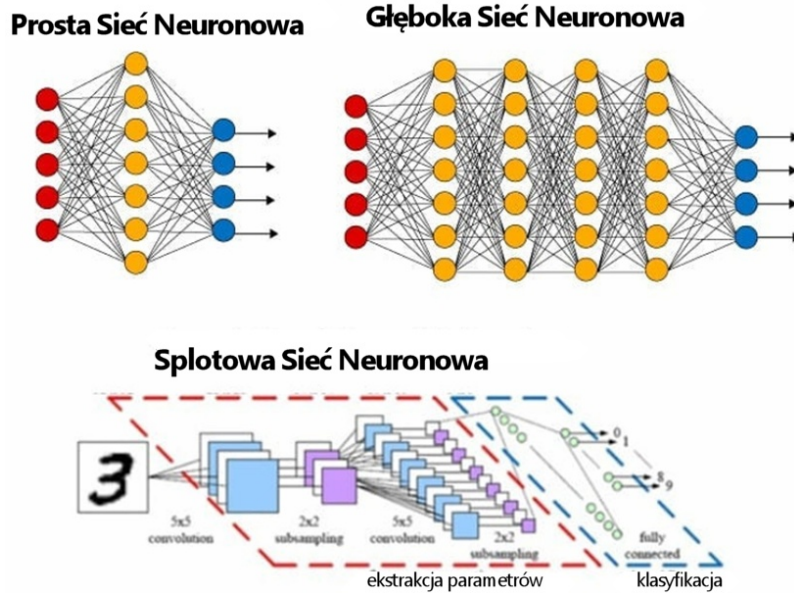 Prosta Sieć Neuronowa
Głęboka Sieć Neuronowa
Splotowa Sieć Neuronowa
3
0
1
8
9
5x5
convolution
2x2
subsampling
5x5
convolution
2x2
subsampling
fully
connected
ekstrakcja parametrów
klasyfikacja